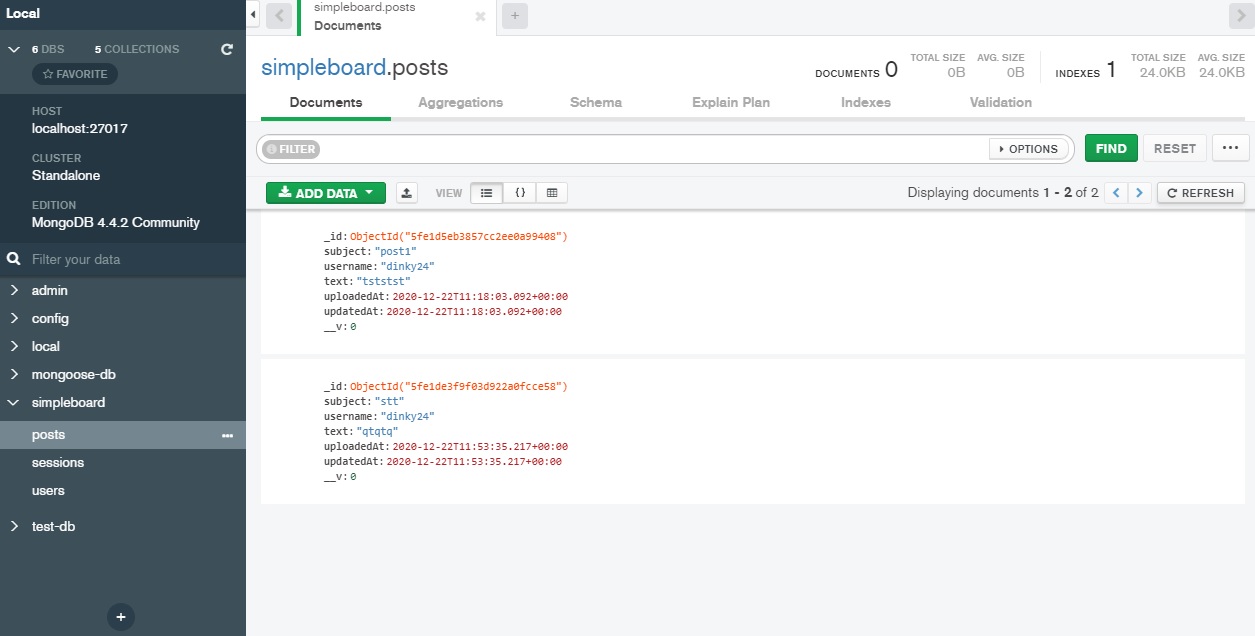 Local
6 DBS 5 COLLECTIONS
FAVORITE
HOST
localhost:27017
CLUSTER
Standalone
EDITION
MongoDB 4.4.2 Community
Filter your data
admin
config
local
mongoose-db
simpleboard
posts
sessions
users
test-db
simpleboard.posts
Documents
simpleboard.posts
DOCUMENTS 0 TOTAL SIZE 0B AVG. SIZE 0B INDEXES 1 TOTAL SIZE 24.0KB AVG. SIZE 24.0KB
Documents Aggregations Schema Explain Plan Indexes Validation
FILTER OPTIONS FIND RESET
ADD DATA VIEW Displaying documents 1 - 2 of 2 REFRESH
_id: ObjectId("5fe1d5eb3857cc2ee0a99408")
subject: "post1"
username: "dinky24"
text: "tststst"
uploadedAt: 2020-12-22T11:18:03.092+00:00
updatedAt: 2020-12-22T11:18:03.092+00:00
__v: 0
_id: ObjectId("5fe1de3f9f03d922a0fcce58")
subject: "stt"
username: "dinky24"
text: "qtqtq"
uploadedAt: 2020-12-22T11:53:35.217+00:00
updatedAt: 2020-12-22T11:53:35.217+00:00
__v: 0